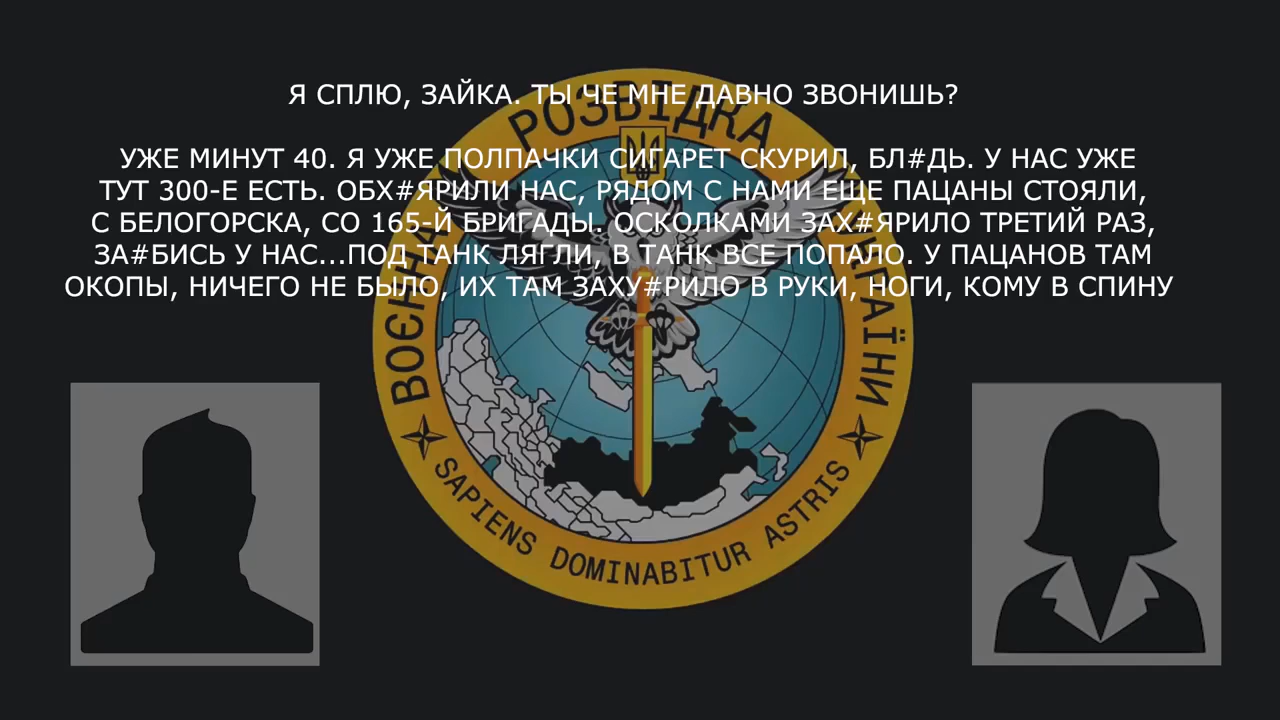 Я СПЛЮ, ЗАЙКА. ТЫ ЧЕ МНЕ ДАВНО ЗВОНИШЬ?
УЖЕ МИНУТ 40. Я УЖЕ ПОЛПАЧКИ СИГАРЕТ СКУРИЛ, БЛ#ДЬ. У НАС УЖЕ
ТУТ 300-Е ЕСТЬ. ОБХ#ЯРИЛИ НАС, РЯДОМ С НАМИ ЕЩЕ ПАЦАНЫ СТОЯЛИ,
С БЕЛОГОРСКА, СО 165-Й БРИГАДЫ. ОСКОЛКАМИ ЗАХ#ЯРИЛО ТРЕТИЙ РАЗ,
ЗА#БИСЬ У НАС...ПОД ТАНК ЛЯГЛИ, В ТАНК ВСЕ ПОПАЛО. У ПАЦАНОВ ТАМ
ОКОПЫ, НИЧЕГО НЕ БЫЛО, ИХ ТАМ ЗАХУ#РИЛО В РУКИ, НОГИ, КОМУ В СПИНУ
ВОЄННА РОЗВІДКА УКРАЇНИ
SAPIENS DOMINABITUR ASTRIS